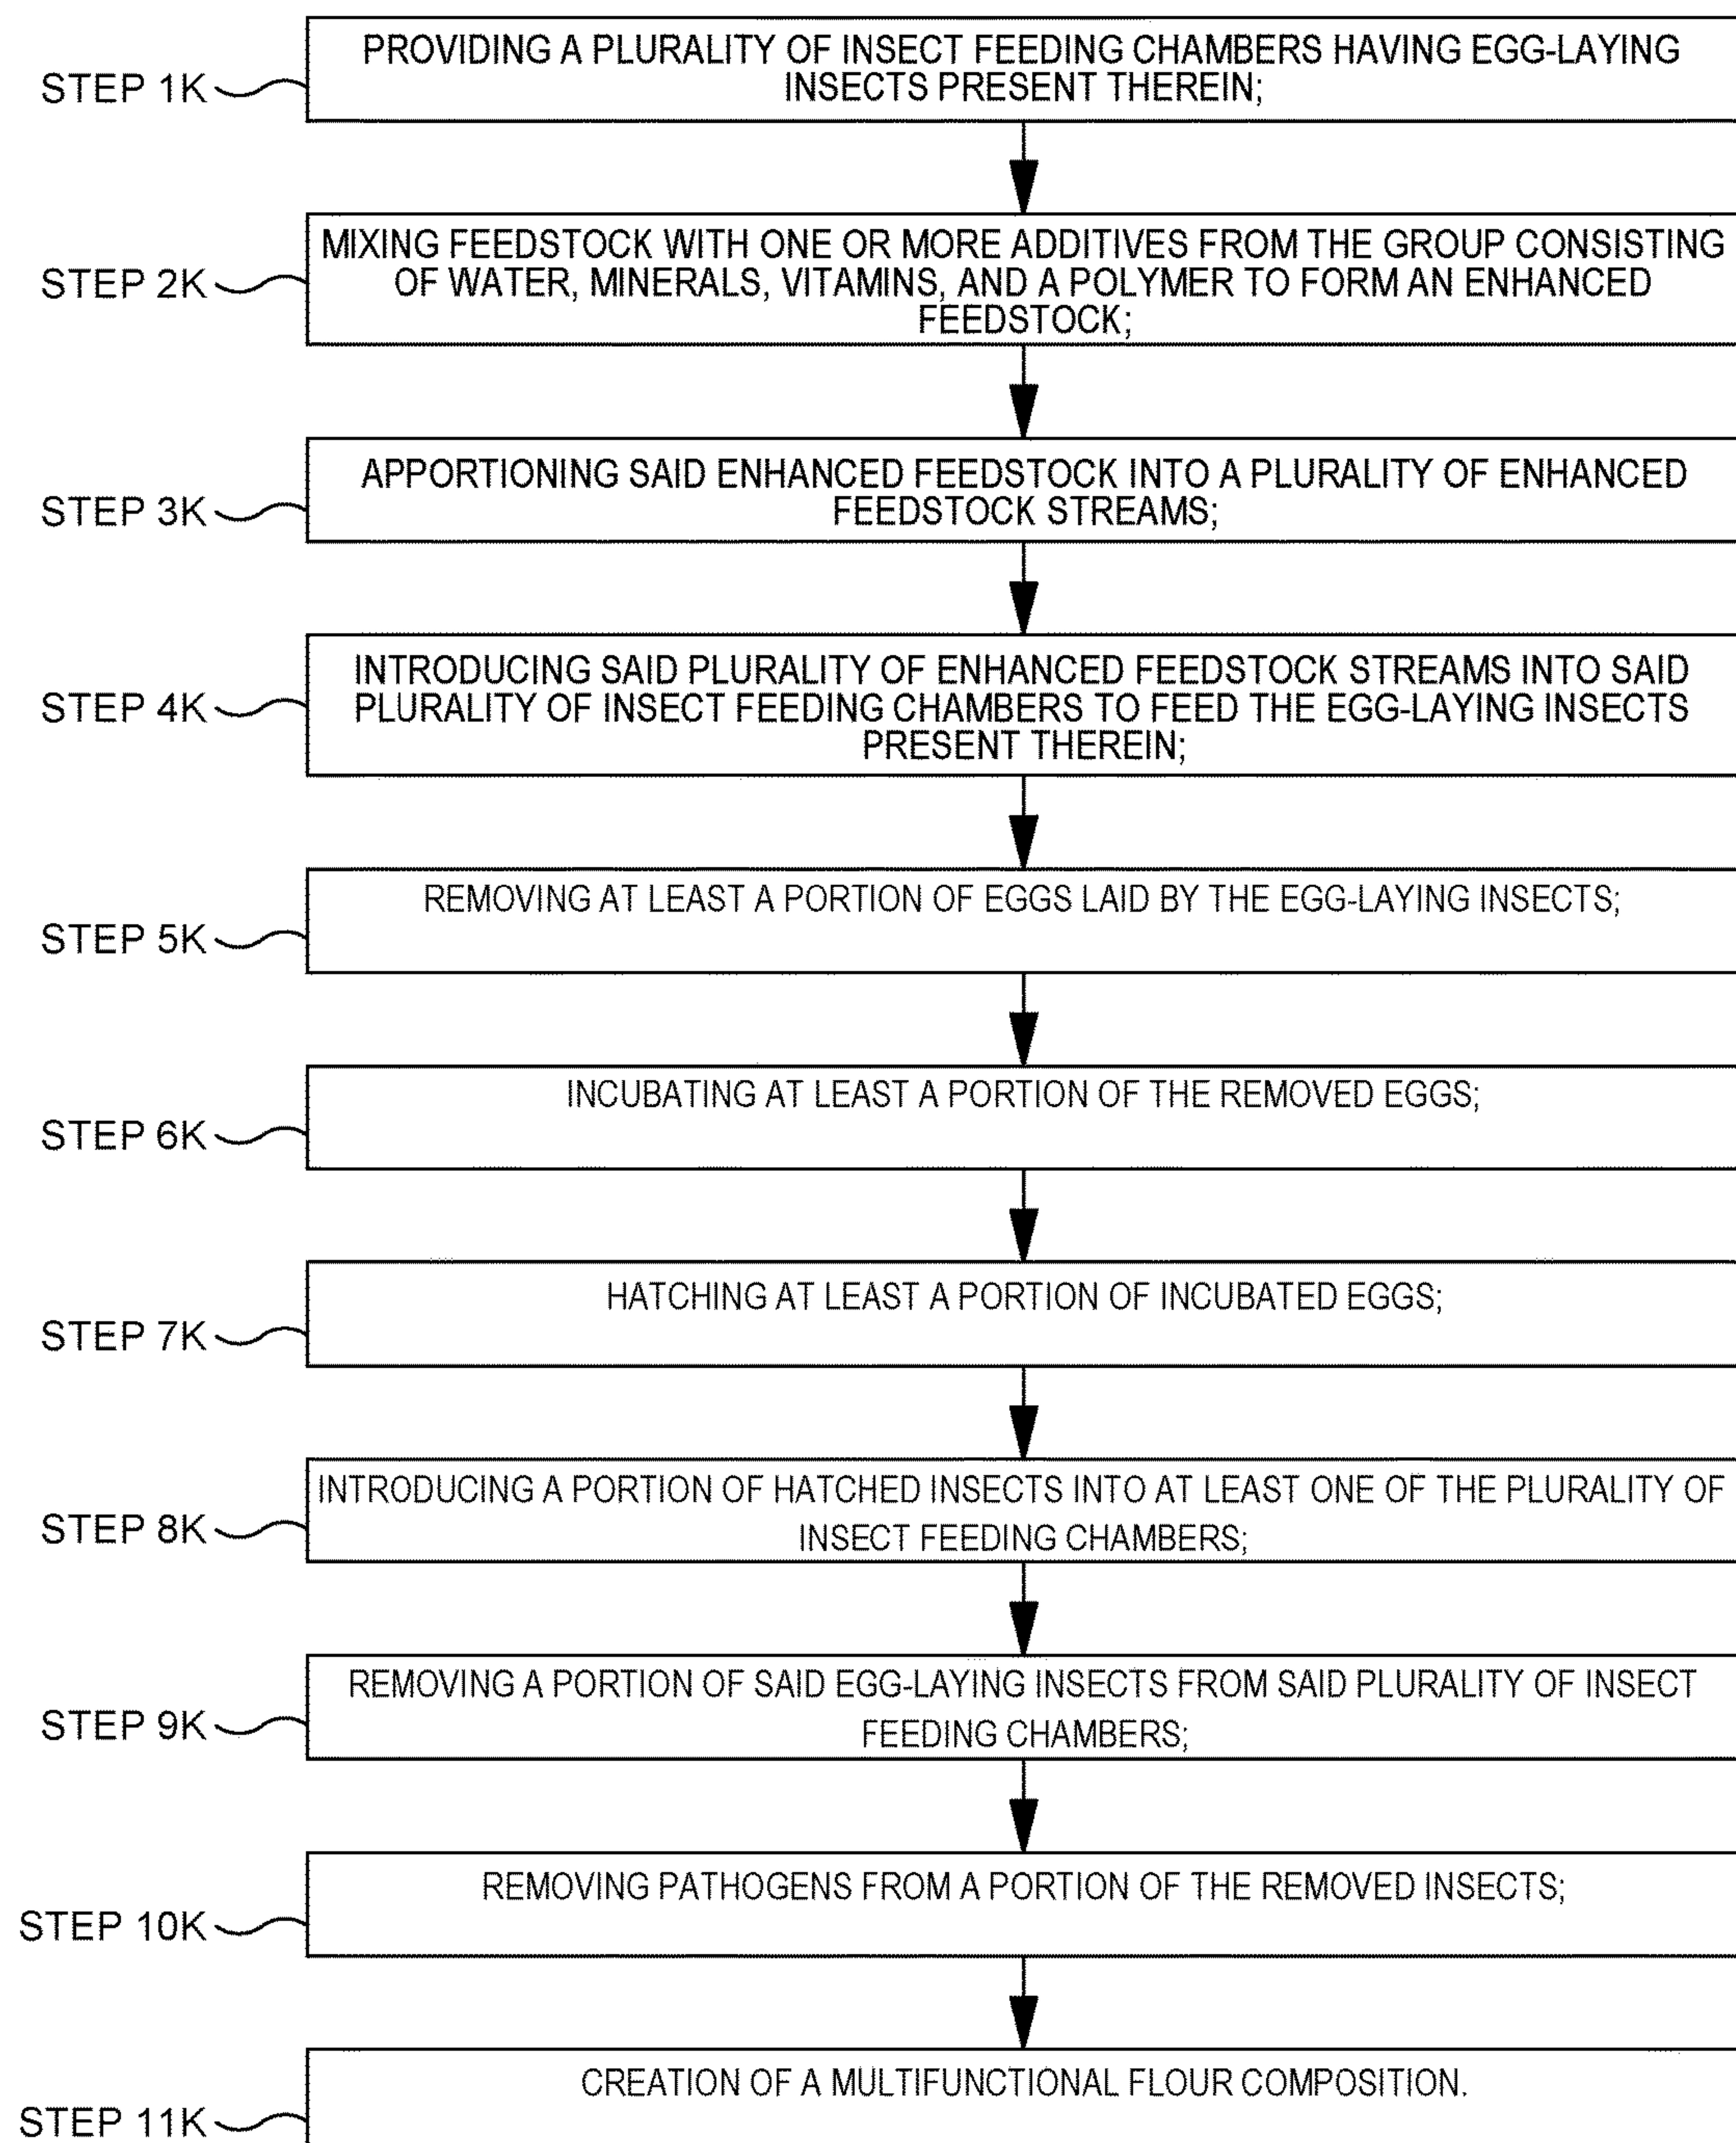 PROVIDING A PLURALITY OF INSECT FEEDING CHAMBERS HAVING EGG-LAYING
INSECTS PRESENT THEREIN;
STEP 1K
MIXING FEEDSTOCK WITH ONE OR MORE ADDITIVES FROM THE GROUP CONSISTING
OF WATER, MINERALS, VITAMINS, AND A POLYMER TO FORM AN ENHANCED
FEEDSTOCK;
STEP 2K
APPORTIONING SAID ENHANCED FEEDSTOCK INTO A PLURALITY OF ENHANCED
FEEDSTOCK STREAMS;
STEP 3K
INTRODUCING SAID PLURALITY OF ENHANCED FEEDSTOCK STREAMS INTO SAID
PLURALITY OF INSECT FEEDING CHAMBERS TO FEED THE EGG-LAYING INSECTS
PRESENT THEREIN;
STEP 4K
REMOVING AT LEAST A PORTION OF EGGS LAID BY THE EGG-LAYING INSECTS;
STEP 5K
INCUBATING AT LEAST A PORTION OF THE REMOVED EGGS;
STEP 6K
HATCHING AT LEAST A PORTION OF INCUBATED EGGS;
STEP 7K
INTRODUCING A PORTION OF HATCHED INSECTS INTO AT LEAST ONE OF THE PLURALITY OF
INSECT FEEDING CHAMBERS;
STEP 8K
REMOVING A PORTION OF SAID EGG-LAYING INSECTS FROM SAID PLURALITY OF INSECT
FEEDING CHAMBERS;
STEP 9K
REMOVING PATHOGENS FROM A PORTION OF THE REMOVED INSECTS;
STEP 10K
CREATION OF A MULTIFUNCTIONAL FLOUR COMPOSITION.
STEP 11K